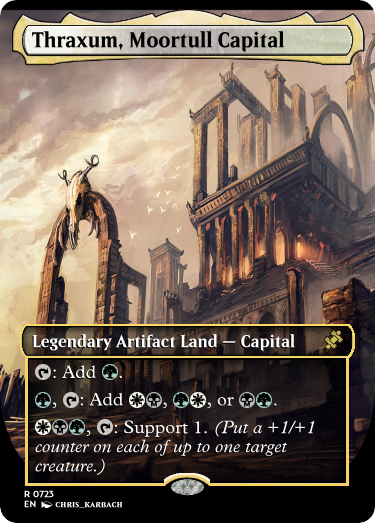 Thraxum, Moortull Capital
Legendary Artifact Land — Capital
: Add .
, : Add , , or .
, : Support 1. (Put a +1/+1
counter on each of up to one target
creature.)
R 0723
EN CHRIS_KARBACH